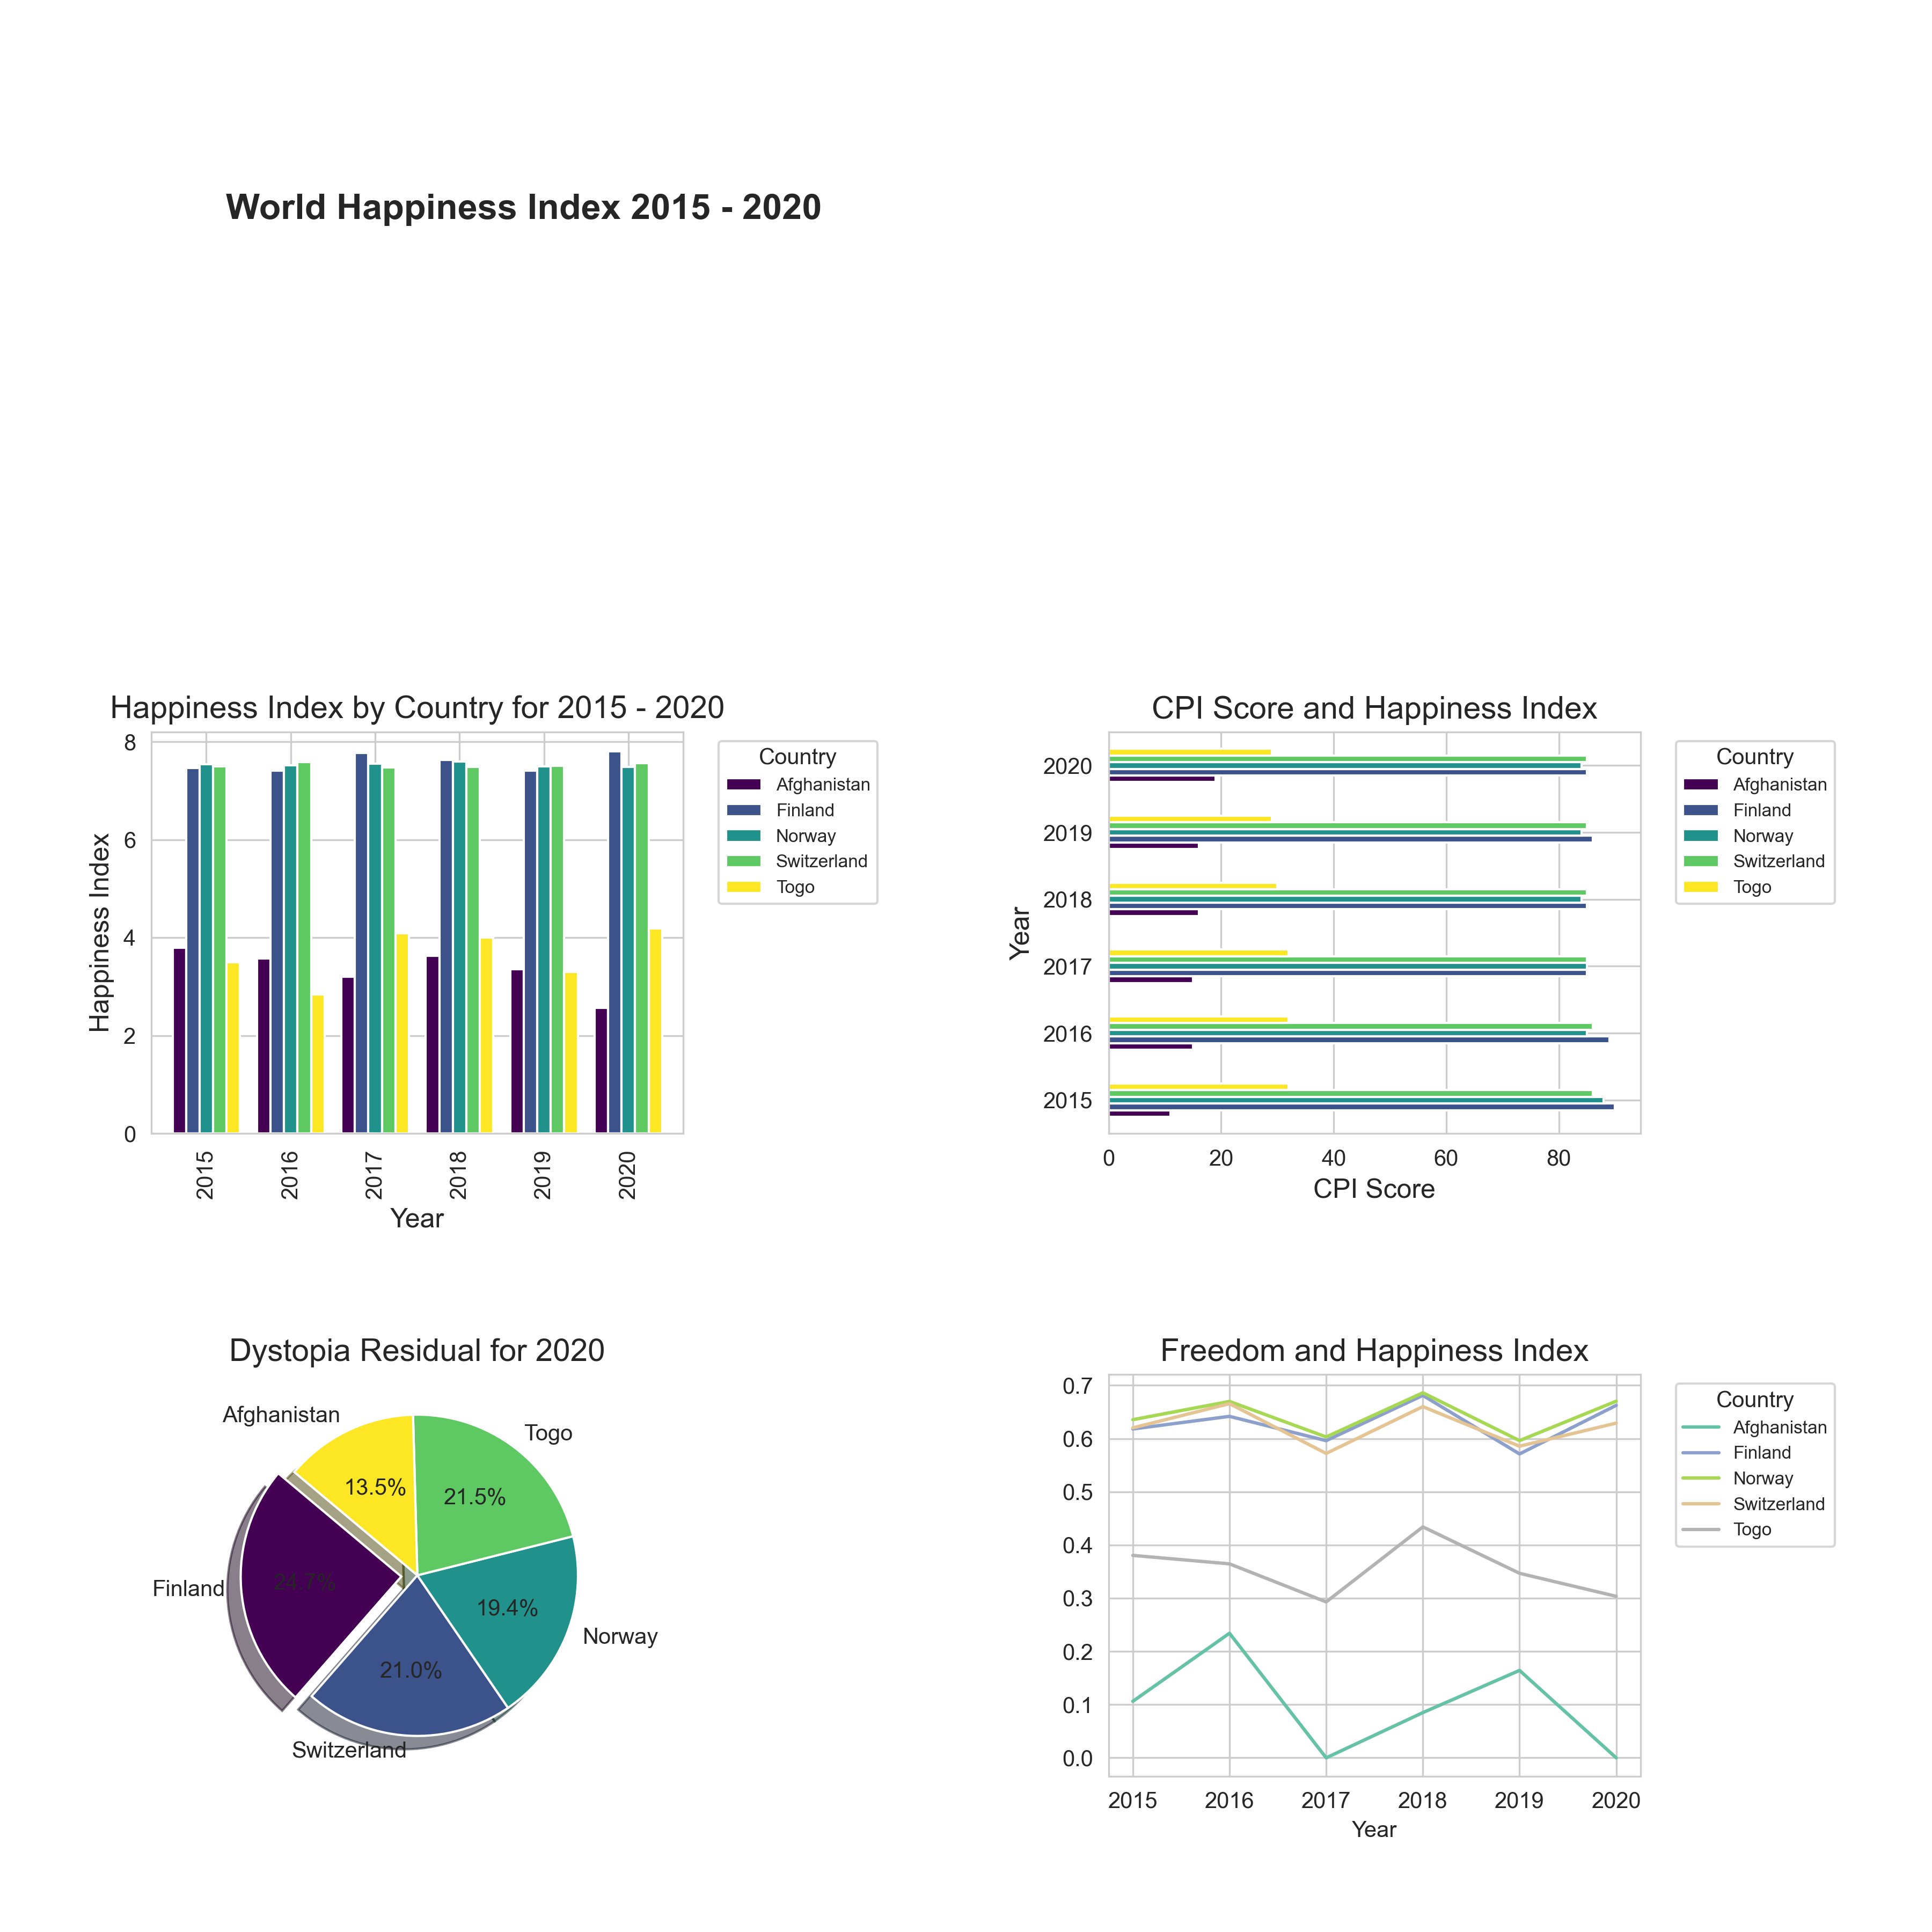 World Happiness Index 2015 - 2020
Happiness Index by Country for 2015 - 2020
8
6
4
2
0
Happiness Index
2015
2016
2017
2018
2019
2020
Year
Country
Afghanistan
Finland
Norway
Switzerland
Togo
CPI Score and Happiness Index
2020
2019
2018
2017
2016
2015
Year
0
20
40
60
80
CPI Score
Country
Afghanistan
Finland
Norway
Switzerland
Togo
Dystopia Residual for 2020
Afghanistan
Togo
13.5%
21.5%
Finland
24.7%
19.4%
Norway
21.0%
Switzerland
Freedom and Happiness Index
0.7
0.6
0.5
0.4
0.3
0.2
0.1
0.0
2015
2016
2017
2018
2019
2020
Year
Country
Afghanistan
Finland
Norway
Switzerland
Togo